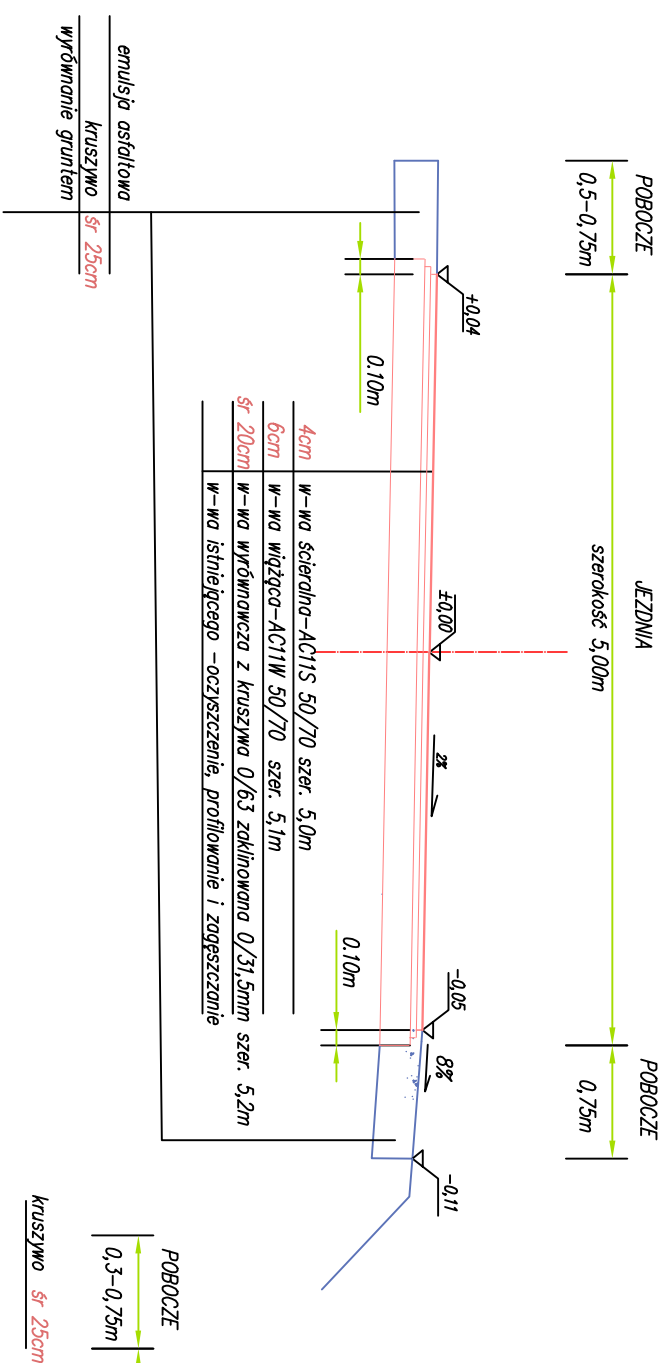 POBOCZE
0,5-0,75m
JEZDNIA
szerokość 5,00m
POBOCZE
0,75m
+0,04
±0,00
2%
-0,05
8%
-0,11
0.10m
0.10m
4cm w-wa ścieralna-AC11S 50/70 szer. 5,0m
6cm w-wa wiążąca-AC11W 50/70 szer. 5,1m
śr 20cm w-wa wyrównawcza z kruszywa 0/63 zaklinowana 0/31,5mm szer. 5,2m
w-wa istniejącego -oczyszczenie, profilowanie i zagęszczanie
emulsja asfaltowa
kruszywo śr 25cm
wyrównanie gruntem
POBOCZE
0,3-0,75m
kruszywo śr 25cm